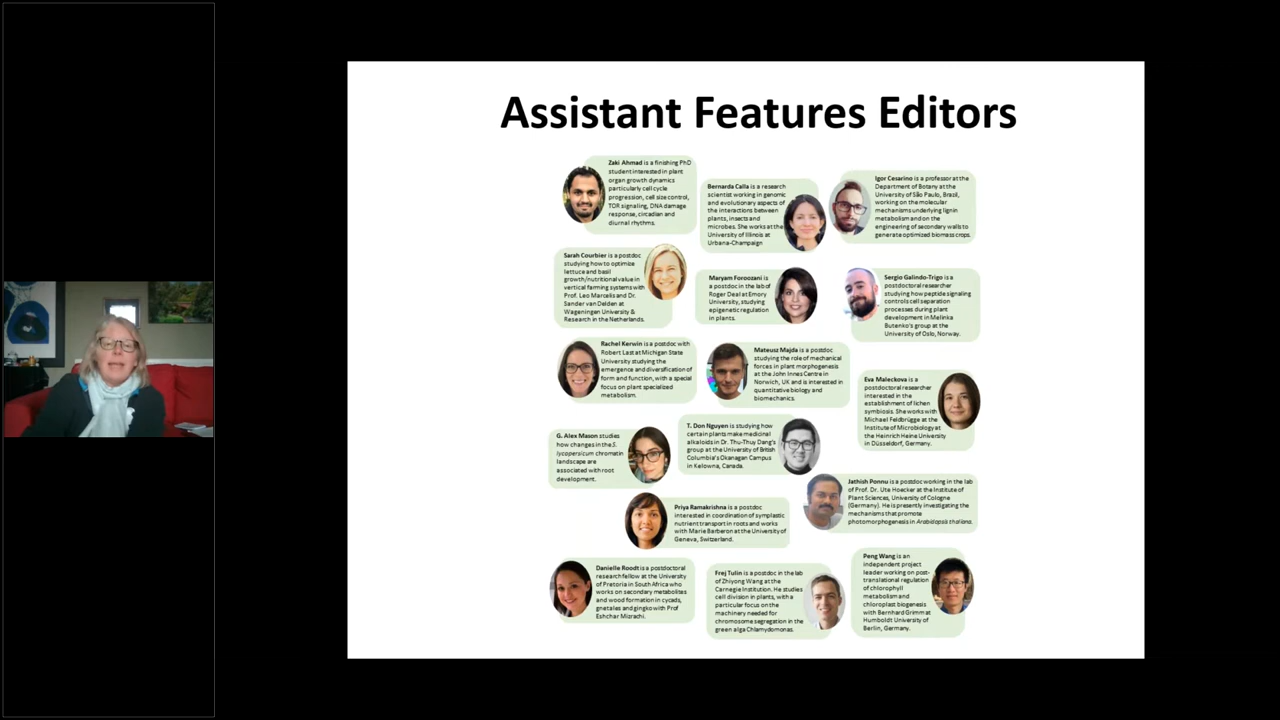 Assistant Features Editors
Zaki Ahmad is a finishing PhD
student interested in plant
organ growth dynamics
particularly cell cycle
progression, cell size control,
TOR signaling, DNA damage
response, circadian and
diurnal rhythms.
Bernarda Calla is a research
scientist working in genomic
and evolutionary aspects of
the interactions between
plants, insects and
microbes. She works at the
University of Illinois at
Urbana-Champaign
Igor Cesarino is a professor at the
Department of Botany at the
University of São Paulo, Brazil,
working on the molecular
mechanisms underlying lignin
metabolism and on the
engineering of secondary walls to
generate optimized biomass crops.
Sarah Courbier is a postdoc
studying how to optimize
lettuce and basil
growth/nutritional value in
vertical farming systems with
Prof. Leo Marcelis and Dr.
Sander van Delden at
Wageningen University &
Research in the Netherlands.
Maryam Foroozani is
a postdoc in the lab of
Roger Deal at Emory
University, studying
epigenetic regulation
in plants.
Sergio Galindo-Trigo is a
postdoctoral researcher
studying how peptide signaling
controls cell separation
processes during plant
development in Melinka
Butenko's group at the
University of Oslo, Norway.
Rachel Kerwin is a postdoc with
Robert Last at Michigan State
University studying the
emergence and diversification of
form and function, with a special
focus on plant specialized
metabolism.
Mateusz Majda is a postdoc
studying the role of mechanical
forces in plant morphogenesis
at the John Innes Centre in
Norwich, UK and is interested in
quantitative biology and
biomechanics.
Eva Maleckova is a
postdoctoral researcher
interested in the
establishment of lichen
symbiosis. She works with
Michael Feldbrügge at the
Institute of Microbiology at
the Heinrich Heine University
in Düsseldorf, Germany.
G. Alex Mason studies
how changes in the S.
lycopersicum chromatin
landscape are
associated with root
development.
T. Don Nguyen is studying how
certain plants make medicinal
alkaloids in Dr. Thu-Thuy Dang's
group at the University of British
Columbia's Okanagan Campus
in Kelowna, Canada.
Jathish Ponnu is a postdoc working in the lab
of Prof. Dr. Ute Hoecker at the Institute of
Plant Sciences, University of Cologne
(Germany). He is presently investigating the
mechanisms that promote
photomorphogenesis in Arabidopsis thaliana.
Priya Ramakrishna is a postdoc
interested in coordination of symplastic
nutrient transport in roots and works
with Marie Barberon at the University of
Geneva, Switzerland.
Danielle Roodt is a postdoctoral
research fellow at the University
of Pretoria in South Africa who
works on secondary metabolites
and wood formation in cycads,
gnetales and gingko with Prof
Eshchar Mizrachi.
Frej Tulin is a postdoc in the lab
of Zhiyong Wang at the
Carnegie Institution. He studies
cell division in plants, with a
particular focus on the
machinery needed for
chromosome segregation in the
green alga Chlamydomonas.
Peng Wang is an
independent project
leader working on post-
translational regulation
of chlorophyll
metabolism and
chloroplast biogenesis
with Bernhard Grimm at
Humboldt University of
Berlin, Germany.